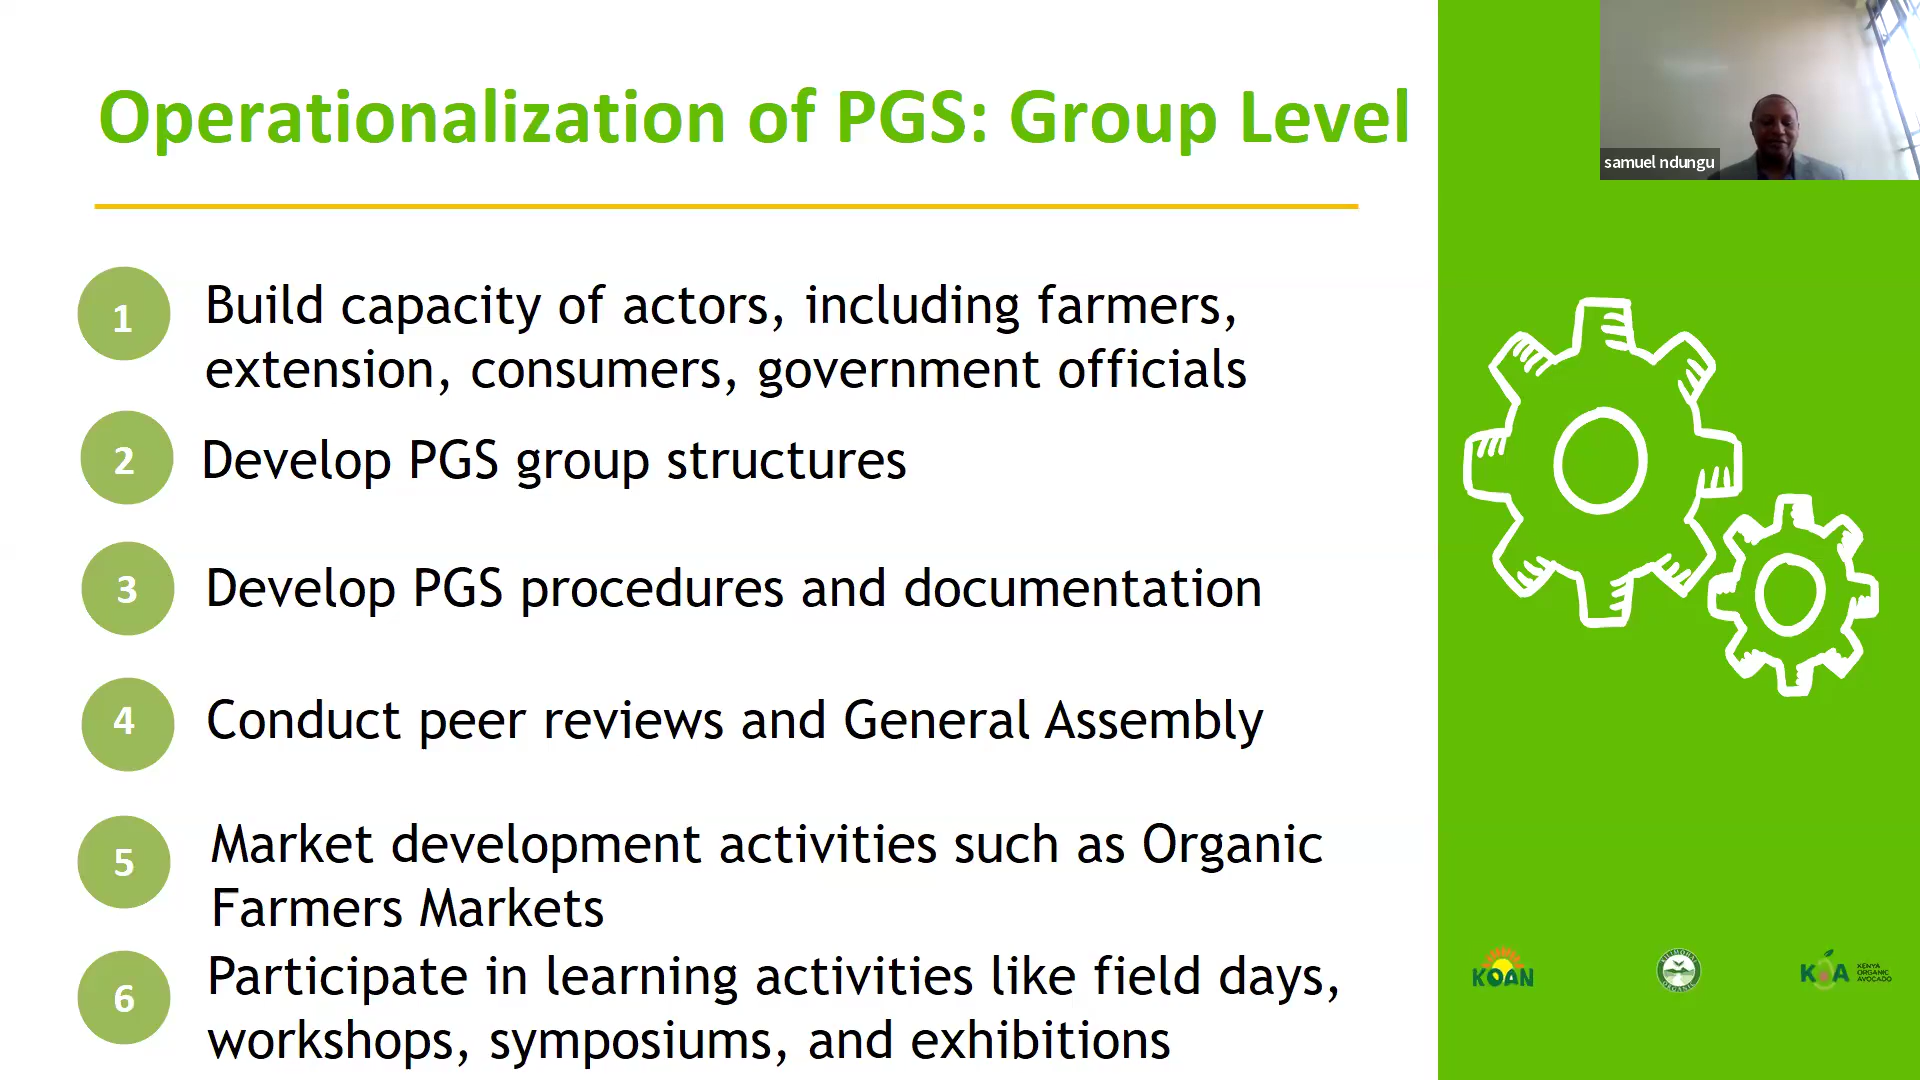 Operationalization of PGS: Group Level
samuel ndungu
1
Build capacity of actors, including farmers,
extension, consumers, government officials
2
Develop PGS group structures
3
Develop PGS procedures and documentation
4
Conduct peer reviews and General Assembly
5
Market development activities such as Organic
Farmers Markets
6
Participate in learning activities like field days,
workshops, symposiums, and exhibitions
KOAN
KOA
KENYA
ORGANIC
AVOCADO